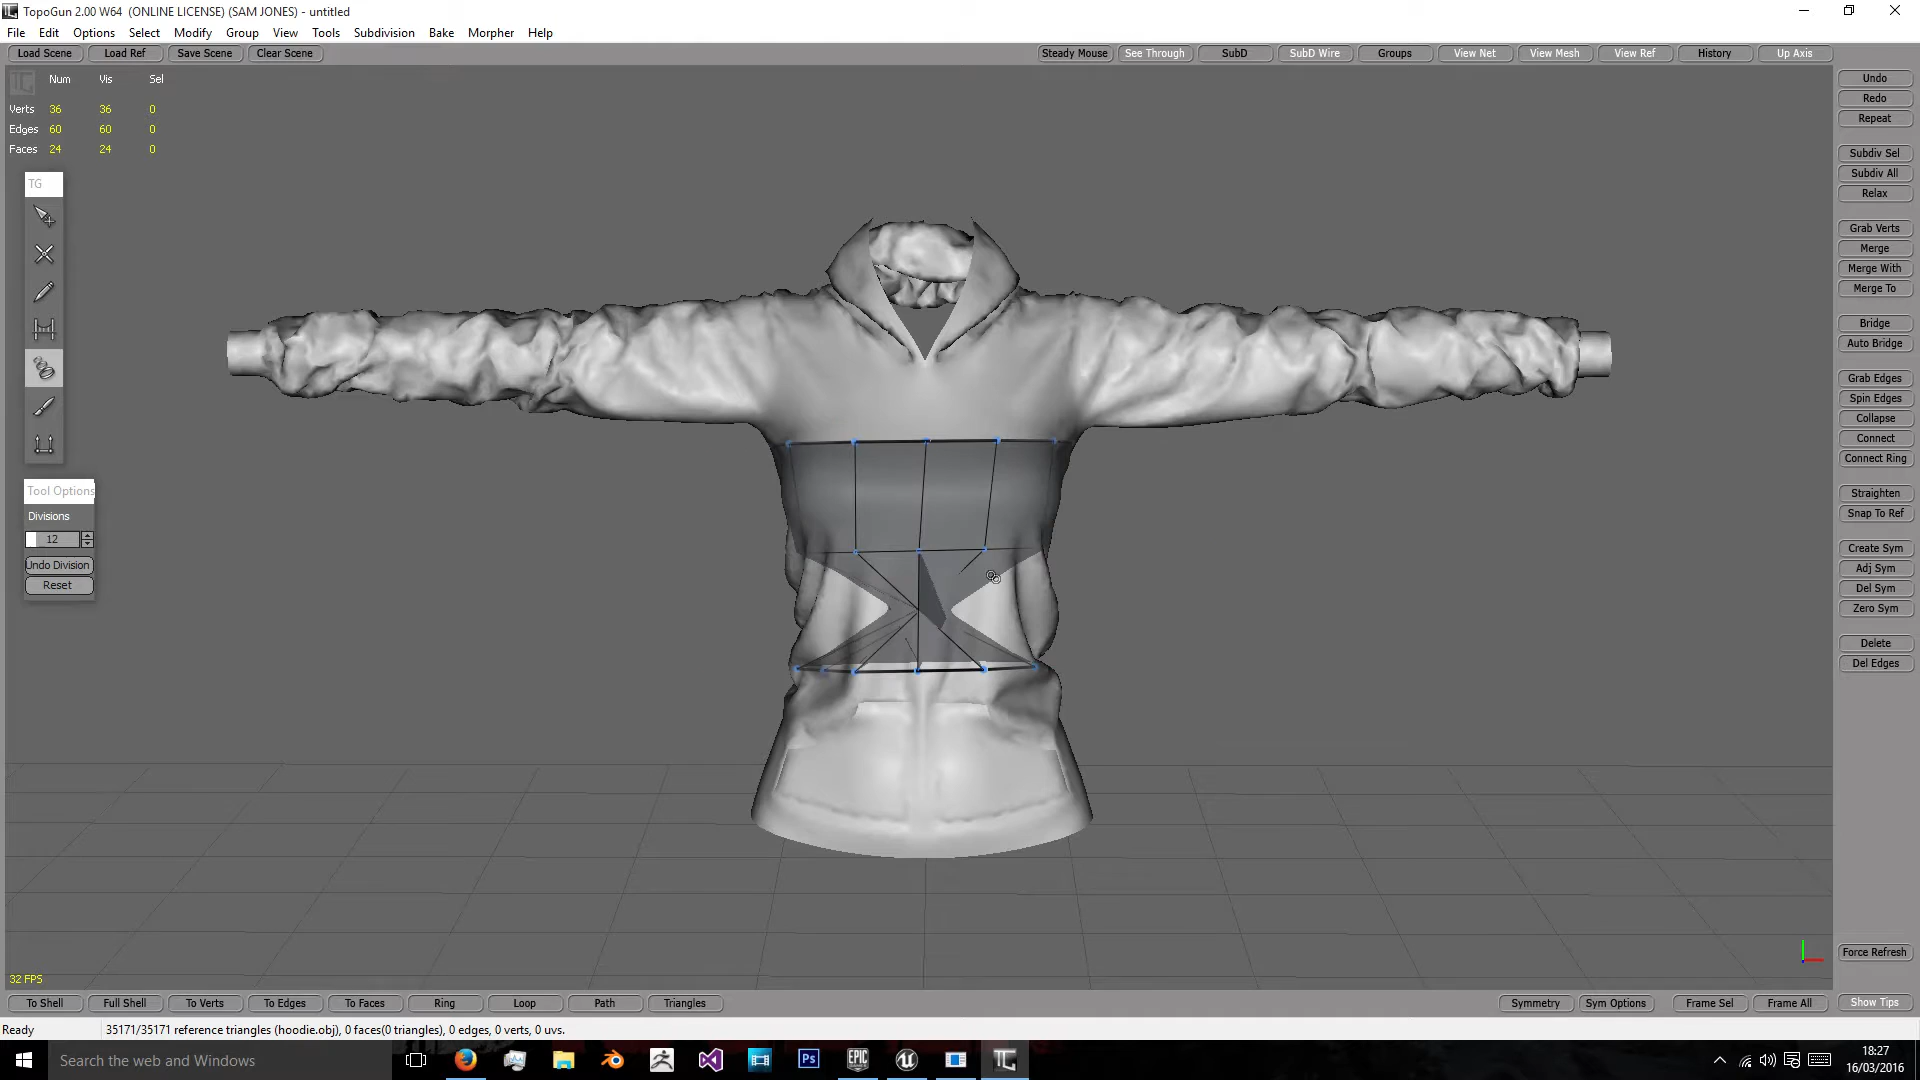 TopoGun 2.00 W64 (ONLINE LICENSE) (SAM JONES) - untitled
File Edit Options Select Modify Group View Tools Subdivision Bake Morpher Help
Load Scene Load Ref Save Scene Clear Scene Steady Mouse See Through SubD SubD Wire Groups View Net View Mesh View Ref History Up Axis
Num Vis Sel
Verts 36 36 0
Edges 60 60 0
Faces 24 24 0
TG
Tool Options
Divisions
12
Undo Division
Reset
Undo
Redo
Repeat
Subdiv Sel
Subdiv All
Relax
Grab Verts
Merge
Merge With
Merge To
Bridge
Auto Bridge
Grab Edges
Spin Edges
Collapse
Connect
Connect Ring
Straighten
Snap To Ref
Create Sym
Adj Sym
Del Sym
Zero Sym
Delete
Del Edges
Force Refresh
32 FPS
To Shell Full Shell To Verts To Edges To Faces Ring Loop Path Triangles Symmetry Sym Options Frame Sel Frame All Show Tips
Ready 35171/35171 reference triangles (hoodie.obj), 0 faces(0 triangles), 0 edges, 0 verts, 0 uvs.
Search the web and Windows
Ps
EPIC
18:27
16/03/2016